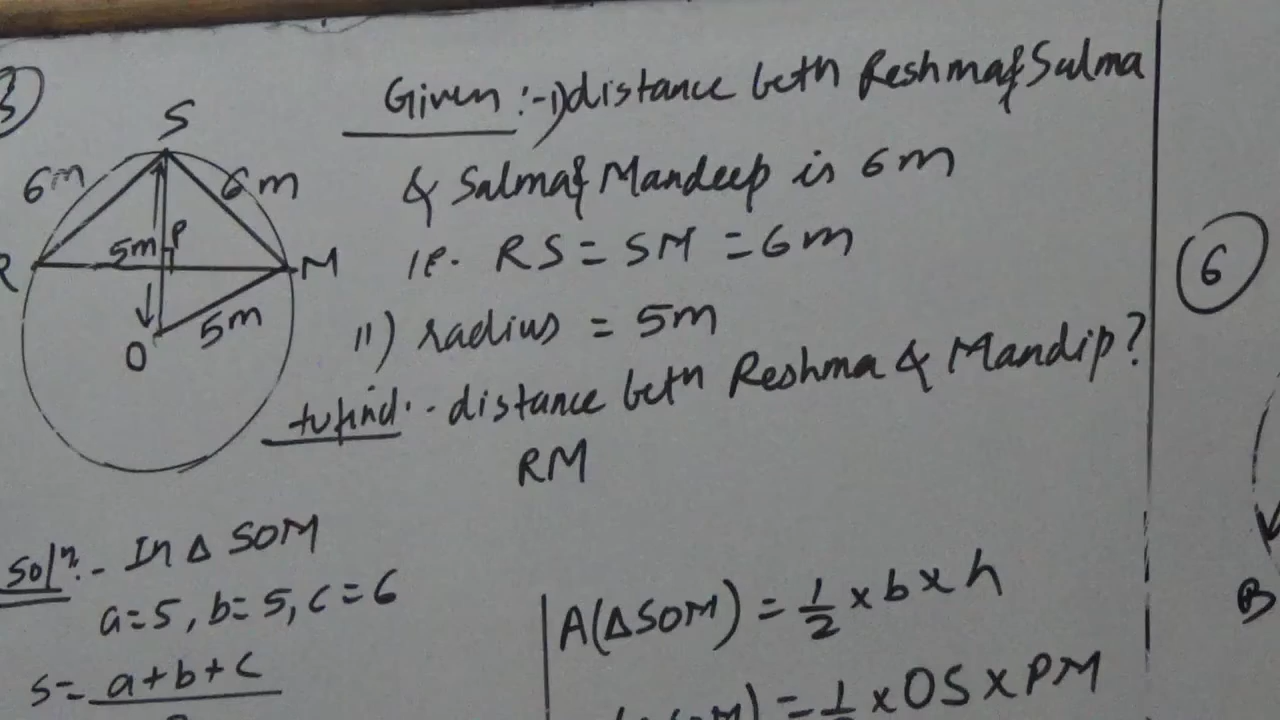 3
S
6m
6m
5m
P
R
M
5m
O
Given :- i) distance betn Reshma & Salma
& Salma & Mandeep is 6m
ie. RS = SM = 6m
ii) radius = 5m
to find :- distance betn Reshma & Mandip?
RM
6
B
Soln :- In Δ SOM
a=5, b=5, c=6
s= a+b+c
A(ΔSOM) = 1/2 × b × h
= 1/2 × OS × PM